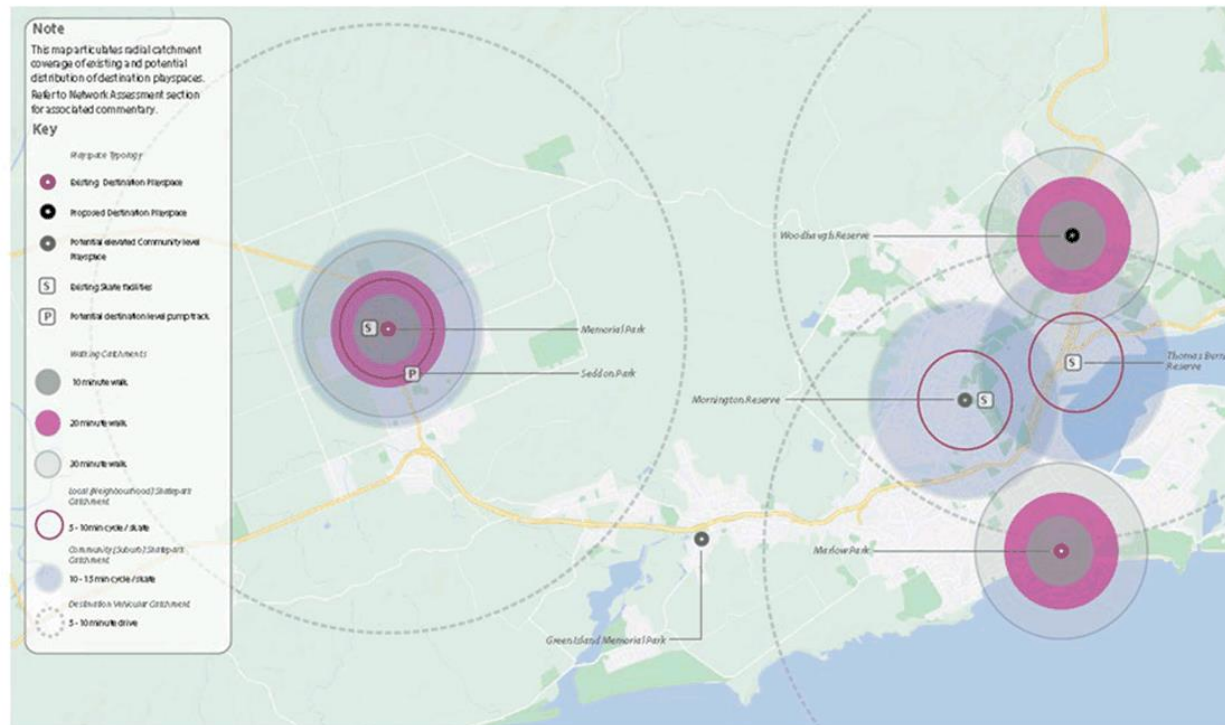 Note
This map articulates radial catchment
coverage of existing and potential
distribution of destination playspaces.
Refer to Network Assessment section
for associated commentary.
Key
Playspace Typology
Existing Destination Playspace
Proposed Destination Playspace
Potential elevated Community level
Playspace
S
Existing Skate facilities
P
Potential destination level pump track
Walking Catchments
10 minute walk
20 minute walk
30 minute walk
Local (Neighbourhood) Skatepark
Catchment
5 - 10min cycle / skate
Community (Suburb) Skatepark
Catchment
10 - 15 min cycle / skate
Destination Vehicular Catchment
5 - 10 minute drive
Woodhaugh Reserve
S
Memorial Park
P
Seddon Park
S
Thomas Burns
Reserve
Mornington Reserve
S
Marlow Park
Green Island Memorial Park